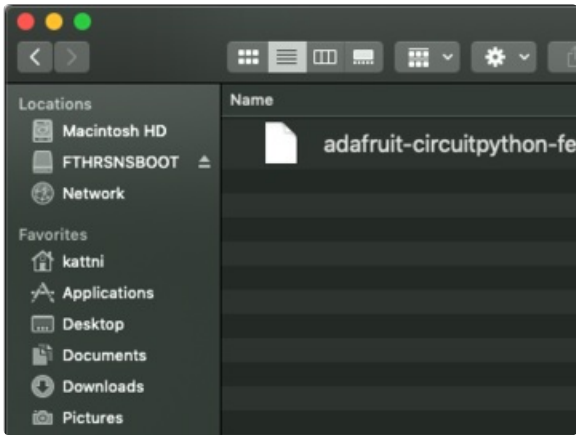 Locations
Macintosh HD
FTHRSNSBOOT
Network
Favorites
kattni
Applications
Desktop
Documents
Downloads
Pictures
Name
adafruit-circuitpython-fe